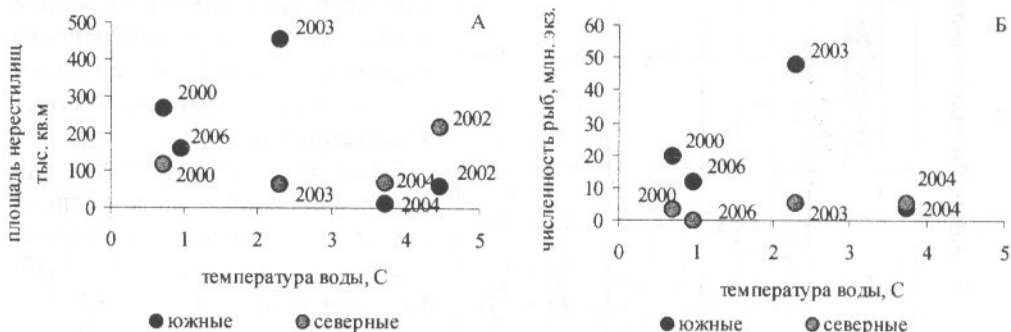 А
площадь нерестилищ
тыс. кв.м
500
400
300
200
100
0
2003
2000
2006
2000
2003
2004
2004
2002
2002
0 1 2 3 4 5
температура воды, С
южные северные
Б
численность рыб, млн. экз.
60
50
40
30
20
10
0
2003
2000
2006
2000
2006
2003
2004
2004
0 1 2 3 4 5
температура воды, С
южные северные